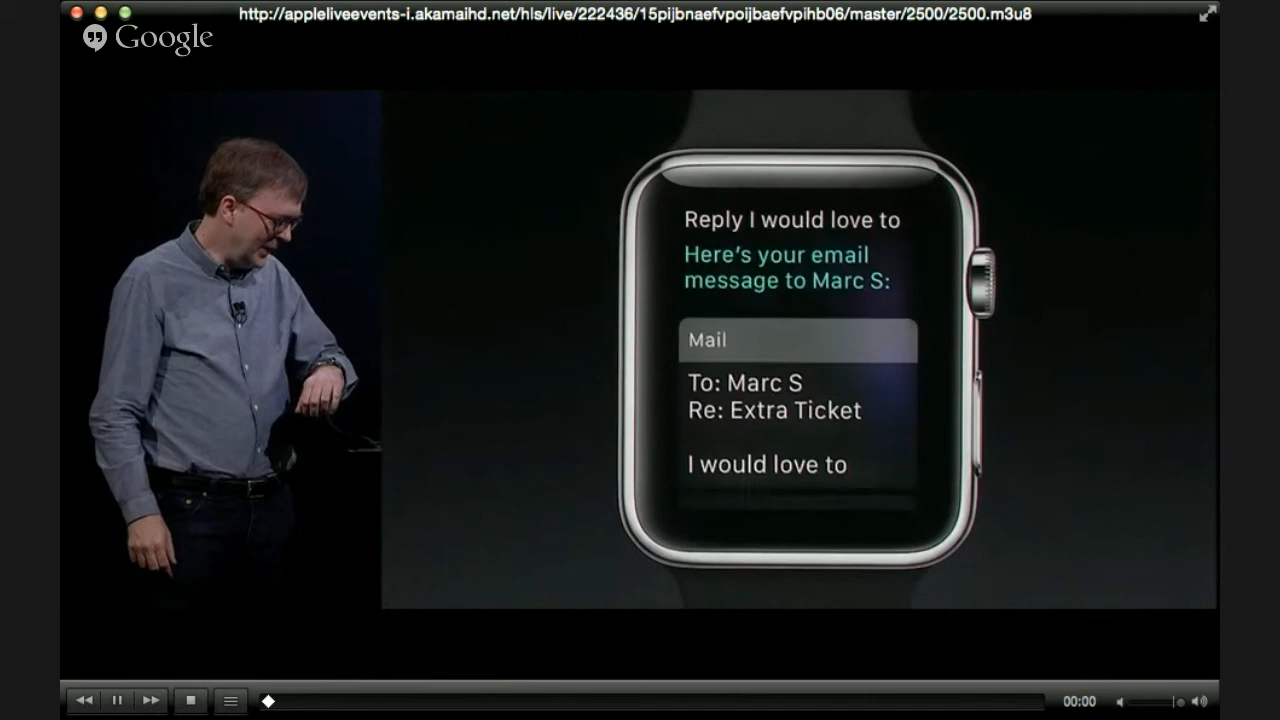 http://appleliveevents-i.akamaihd.net/hls/live/222436/15pijbnaefvpoijbaefvpihb06/master/2500/2500.m3u8
Google
Reply I would love to
Here's your email
message to Marc S:
Mail
To: Marc S
Re: Extra Ticket
I would love to
00:00